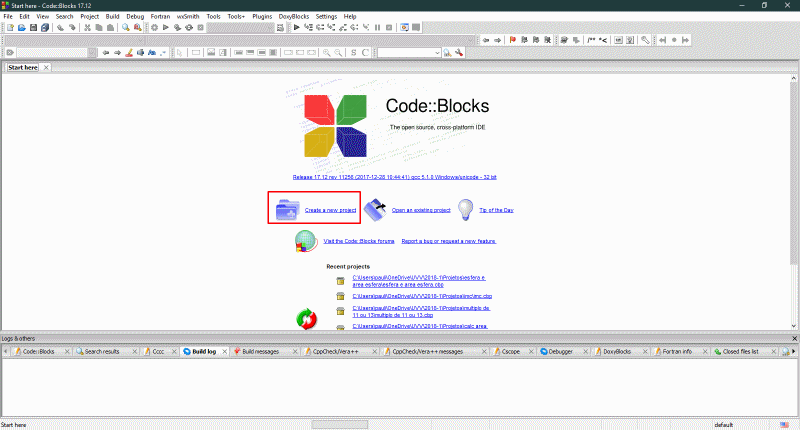 Start here - Code::Blocks 17.12
File Edit View Search Project Build Debug Fortran wxSmith Tools Tools+ Plugins DoxyBlocks Settings Help
Start here
Code::Blocks
The open source, cross-platform IDE
Release 17.12 rev 11256 (2017-12-28 10:44:41) gcc 5.1.0 Windows/unicode - 32 bit
Create a new project Open an existing project Tip of the Day
Visit the Code::Blocks forums Report a bug or request a new feature
Recent projects
C:\Users\paul\OneDrive\UVV\2018-1\Projetos\esfera e
area esfera\esfera e area esfera.cbp
C:\Users\paul\OneDrive\UVV\2018-1\Projetos\imc\imc.cbp
C:\Users\paul\OneDrive\UVV\2018-1\Projetos\multiplo de
11 ou 13\multiplo de 11 ou 13.cbp
C:\Users\paul\OneDrive\UVV\2018-1\Projetos\calc area
Logs & others
Code::Blocks Search results Cccc Build log Build messages CppCheck/Vera++ CppCheck/Vera++ messages Cscope Debugger DoxyBlocks Fortran info Closed files list
Start here default